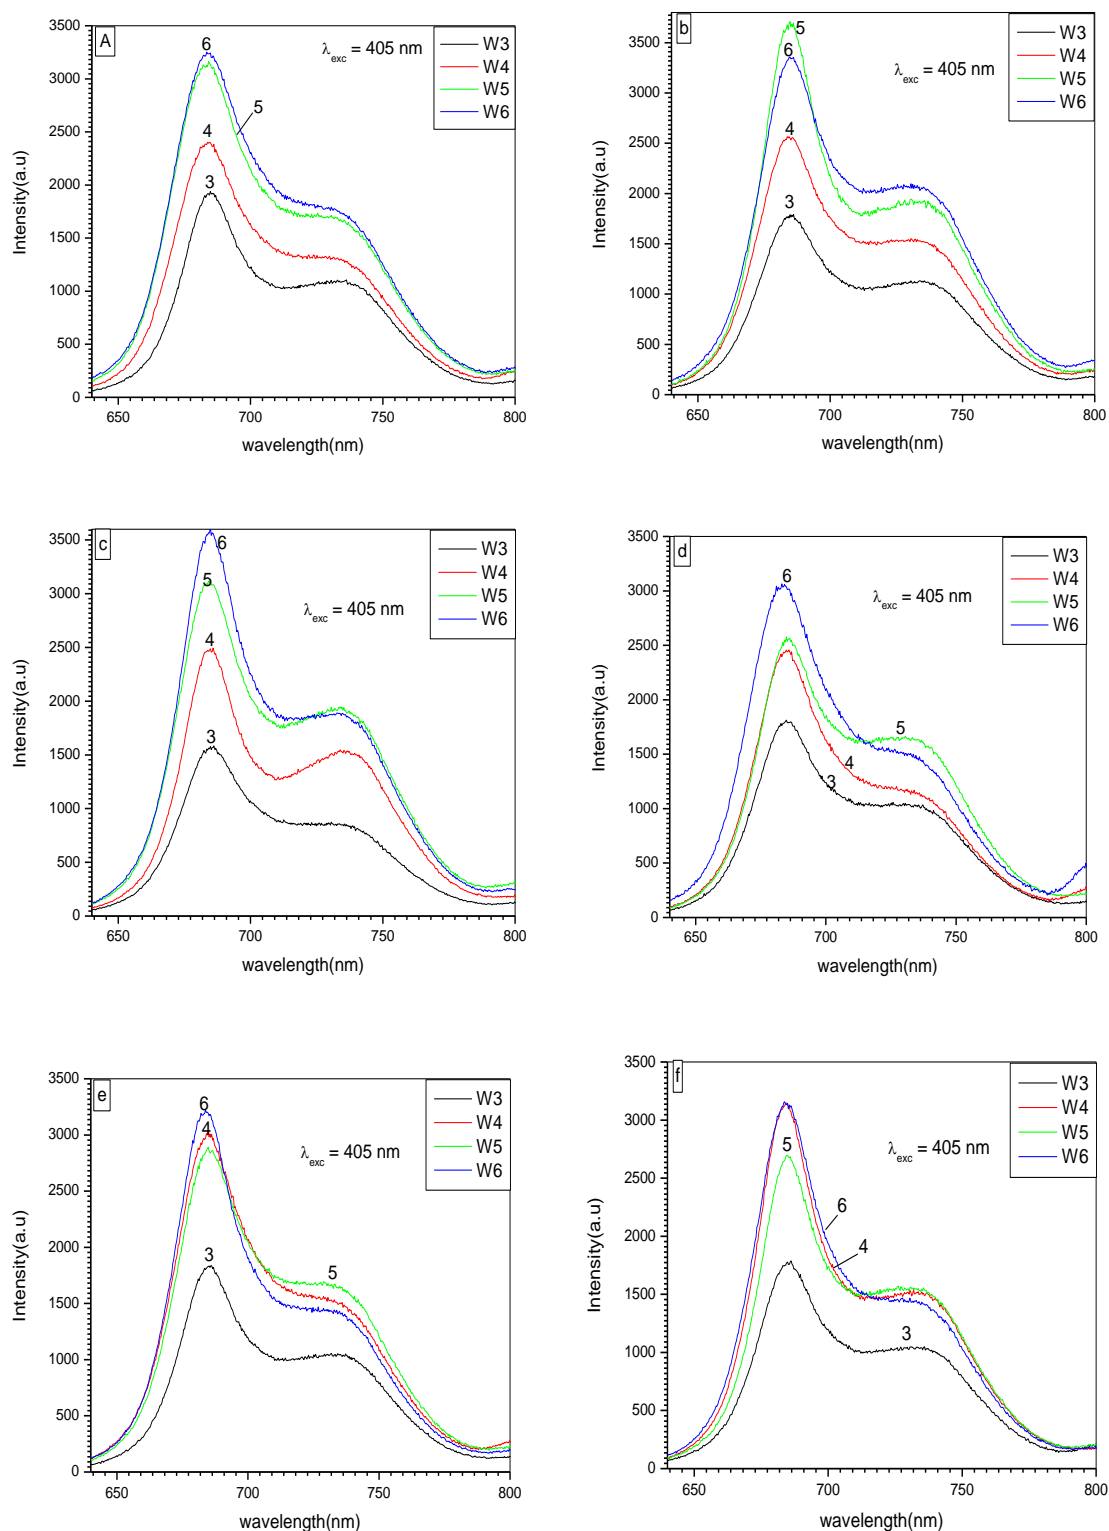 A
λexc = 405 nm
W3
W4
W5
W6
6
5
4
3
3500
3000
2500
2000
1500
1000
500
0
650
700
750
800
Intensity(a.u)
wavelength(nm)
b
λexc = 405 nm
W3
W4
W5
W6
5
6
4
3
3500
3000
2500
2000
1500
1000
500
0
650
700
750
800
Intensity(a.u)
wavelength(nm)
c
λexc = 405 nm
W3
W4
W5
W6
6
5
4
3
3500
3000
2500
2000
1500
1000
500
0
650
700
750
800
Intensity(a.u)
wavelength(nm)
d
λexc = 405 nm
W3
W4
W5
W6
6
5
4
3
3500
3000
2500
2000
1500
1000
500
0
650
700
750
800
Intensity(a.u)
wavelength(nm)
e
λexc = 405 nm
W3
W4
W5
W6
6
4
3
5
3500
3000
2500
2000
1500
1000
500
0
650
700
750
800
Intensity(a.u)
wavelength(nm)
f
λexc = 405 nm
W3
W4
W5
W6
5
6
4
3
3500
3000
2500
2000
1500
1000
500
0
650
700
750
800
Intensity(a.u)
wavelength(nm)